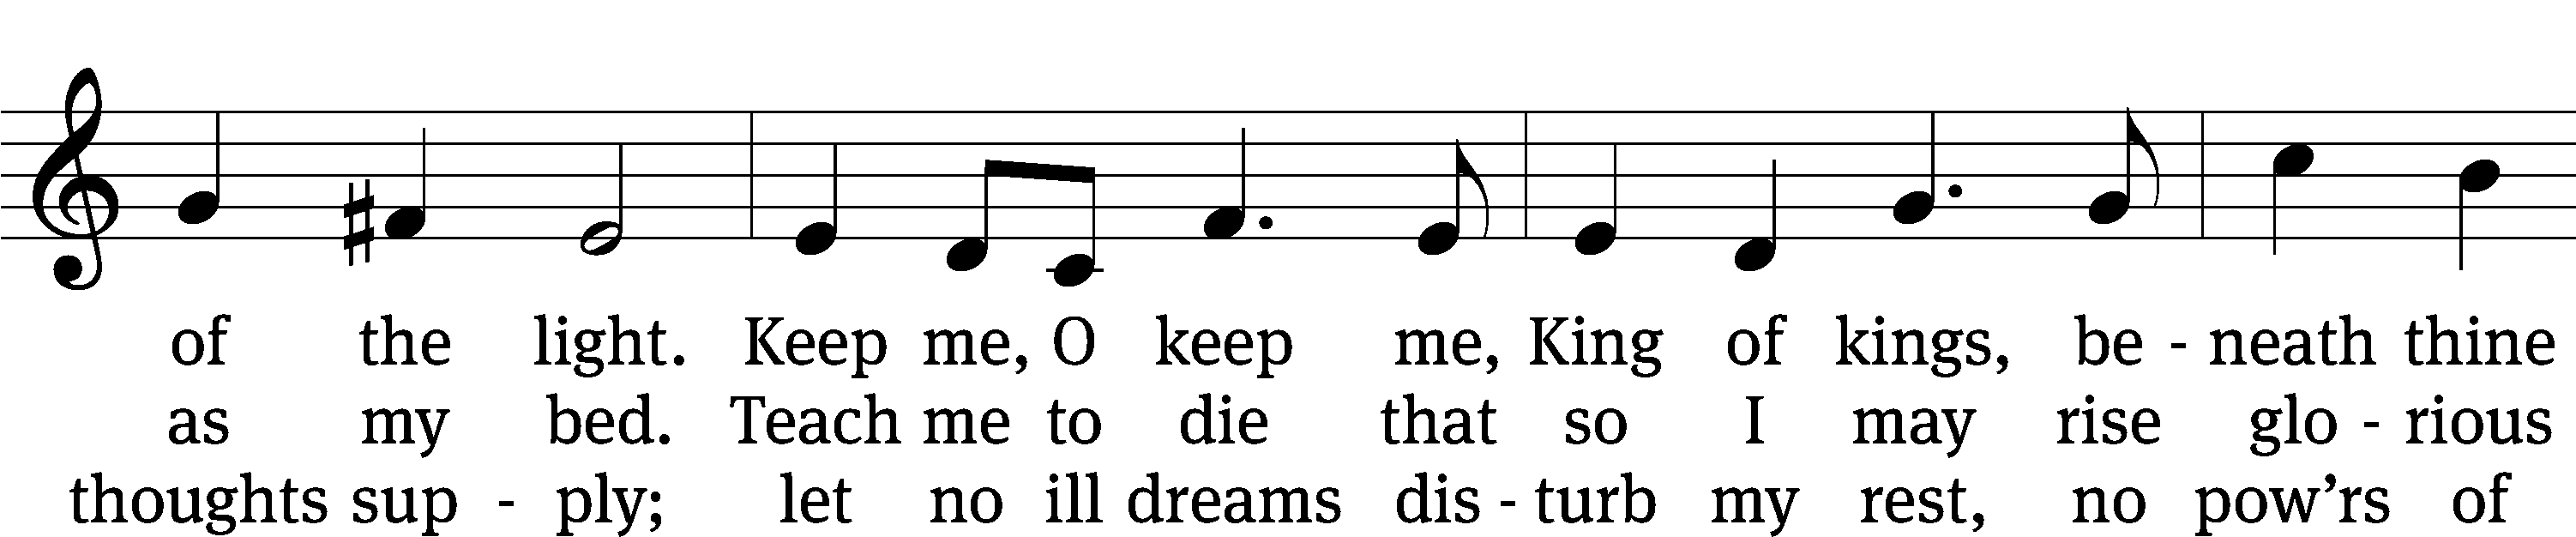 of the light. Keep me, O keep me, King of kings, be - neath thine
as my bed. Teach me to die that so I may rise glo - rious
thoughts sup - ply; let no ill dreams dis - turb my rest, no pow’rs of